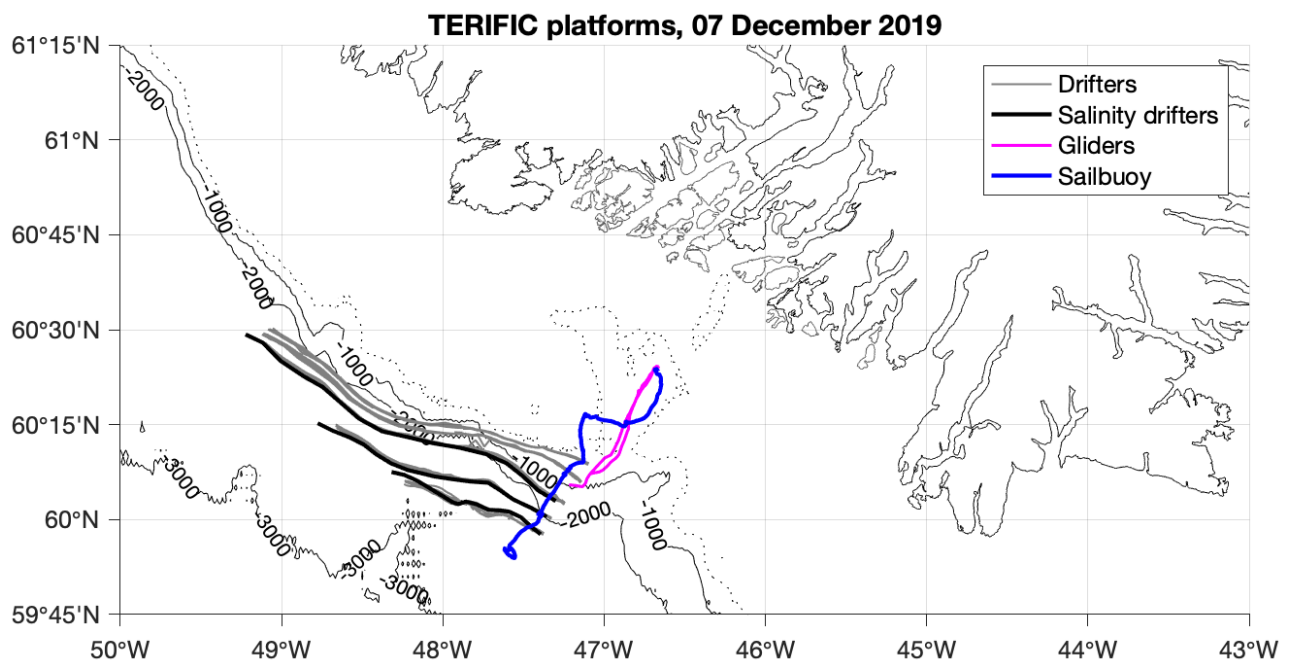 TERIFIC platforms, 07 December 2019
61°15'N
61°N
60°45'N
60°30'N
60°15'N
60°N
59°45'N
50°W
49°W
48°W
47°W
46°W
45°W
44°W
43°W
Drifters
Salinity drifters
Gliders
Sailbuoy
-2000
-1000
-2000
-1000
-2000
-1000
-2000
-1000
-3000
-3000
-3000
-3000